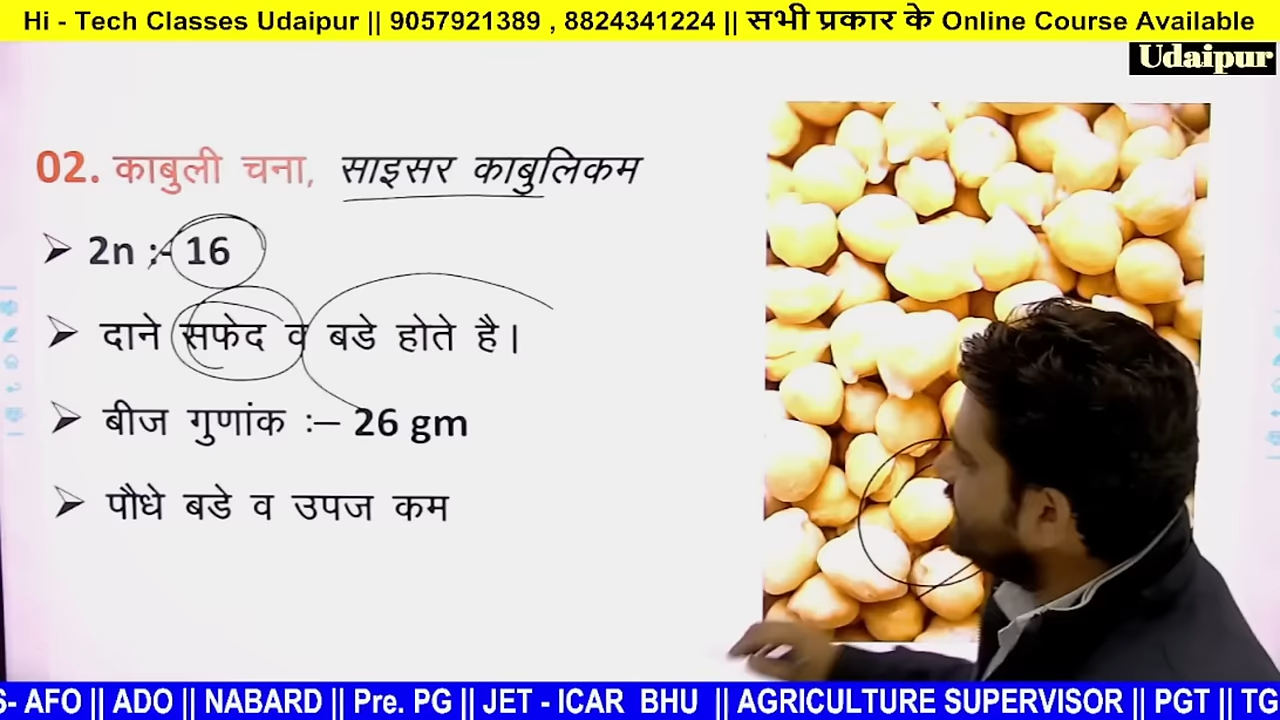 Hi - Tech Classes Udaipur || 9057921389 , 8824341224 || सभी प्रकार के Online Course Available
Udaipur
02. काबुली चना, साइसर काबुलिकम
➢ 2n :- 16
➢ दाने सफेद व बडे होते है।
➢ बीज गुणांक :– 26 gm
➢ पौधे बडे व उपज कम
S- AFO || ADO || NABARD || Pre. PG || JET - ICAR BHU || AGRICULTURE SUPERVISOR || PGT || TG